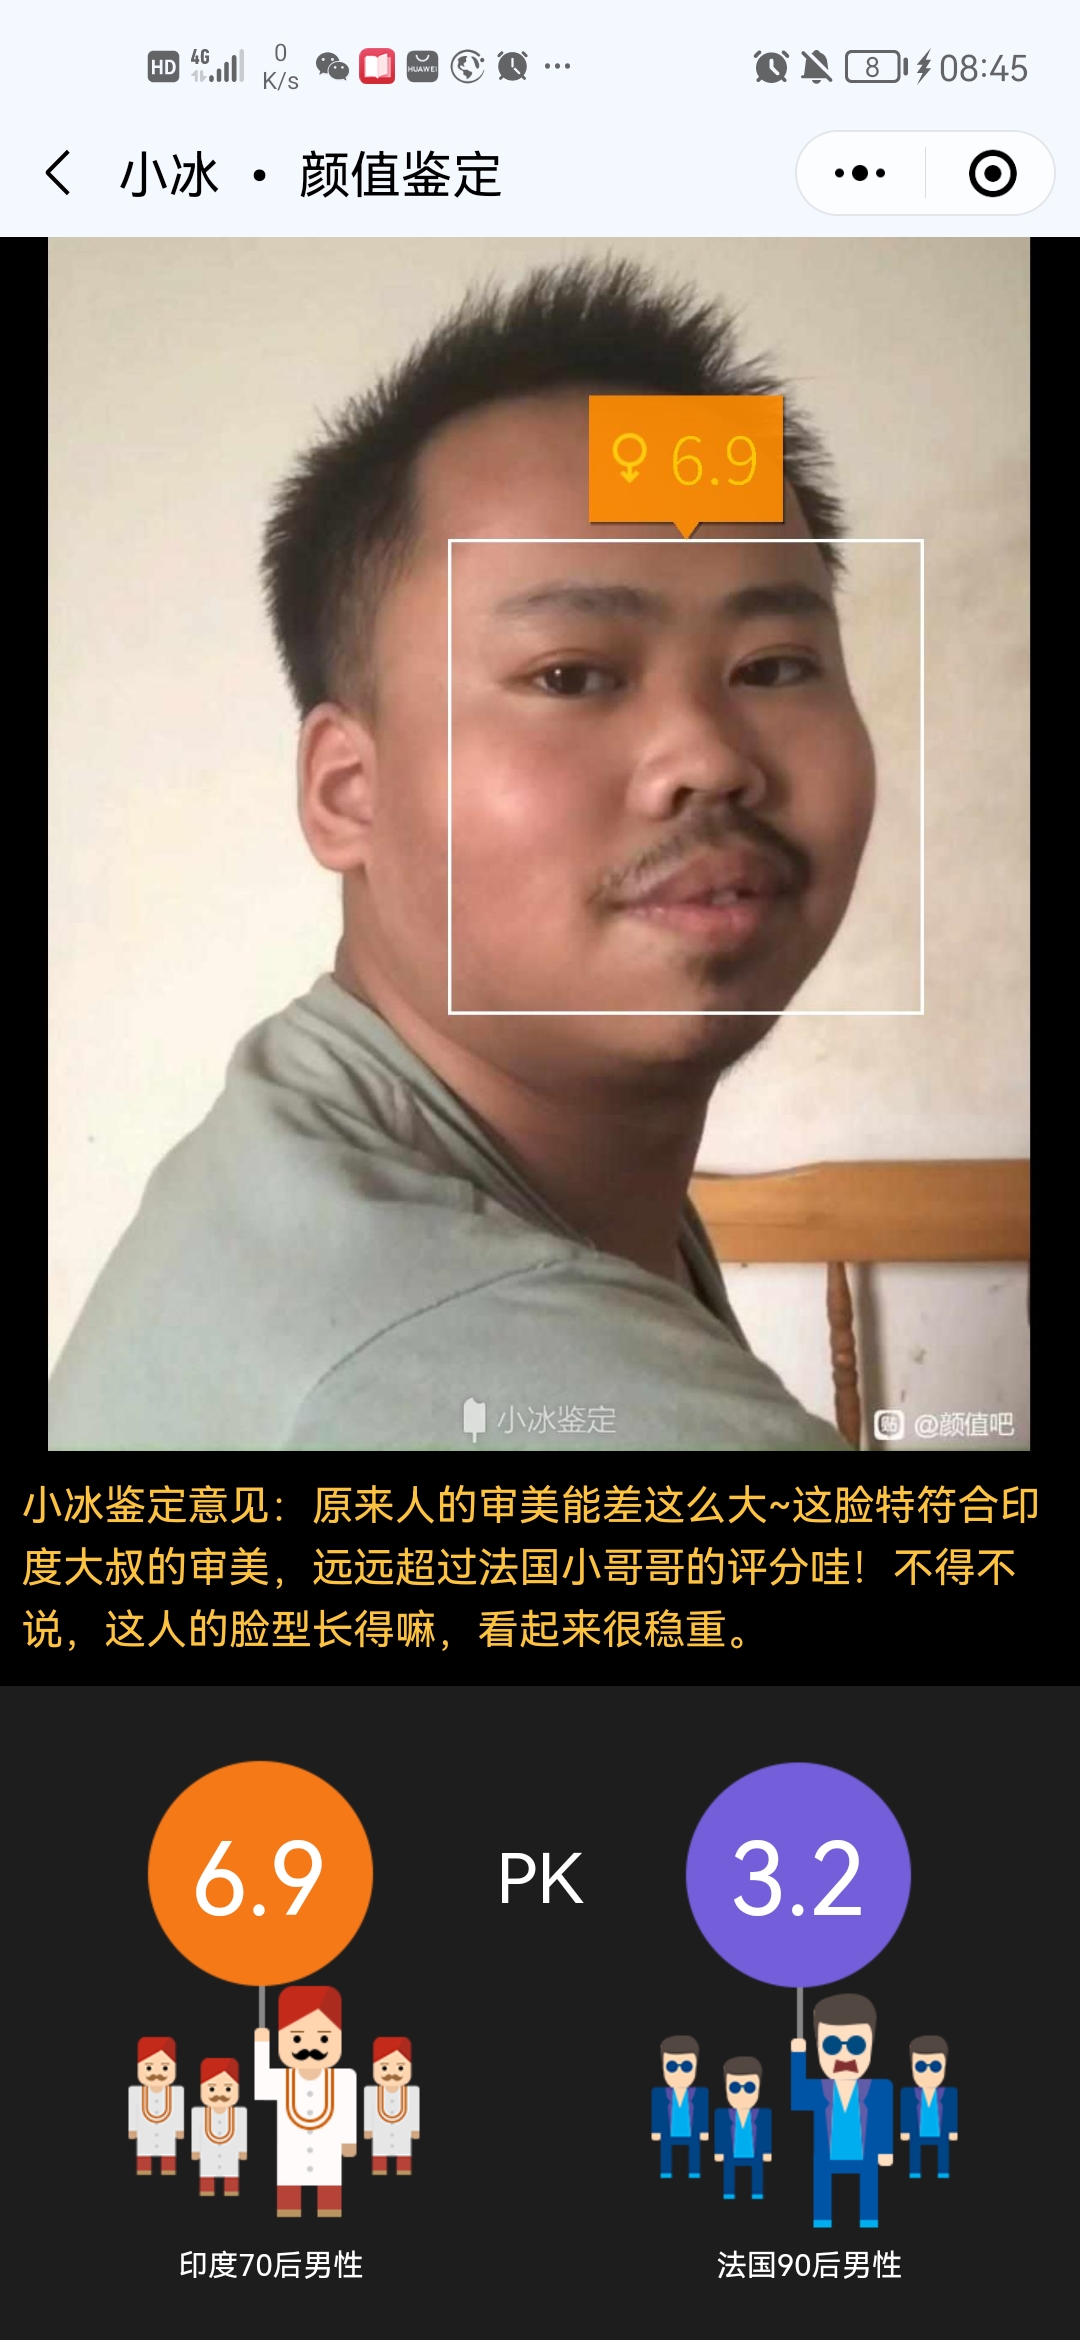 HD 4G 0 K/s HUAWEI 8 08:45
小冰 · 颜值鉴定
♀ 6.9
小冰鉴定
贴 @颜值吧
小冰鉴定意见：原来人的审美能差这么大~这脸特符合印
度大叔的审美，远远超过法国小哥哥的评分哇！不得不
说，这人的脸型长得嘛，看起来很稳重。
6.9 PK 3.2
印度70后男性 法国90后男性